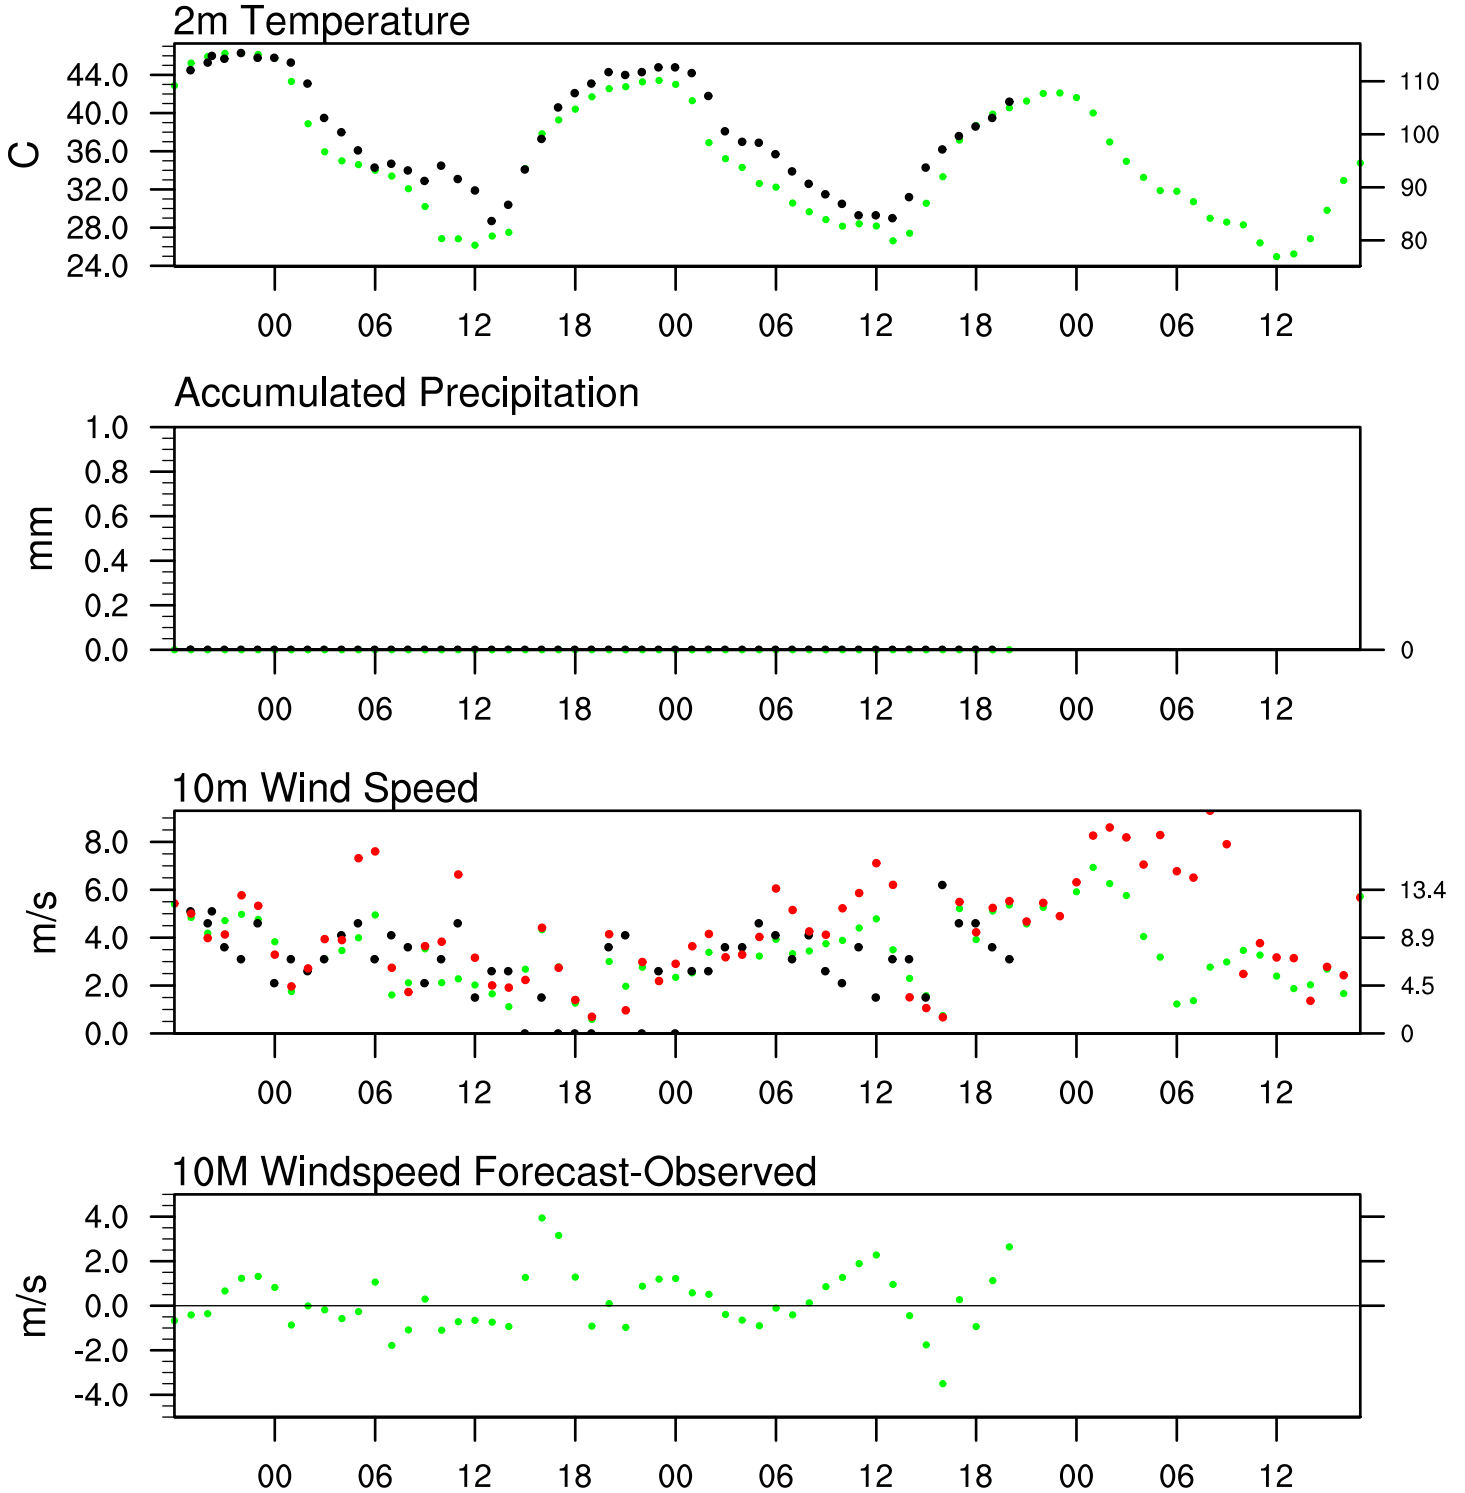 2m Temperature
44.0
40.0
36.0
32.0
28.0
24.0
C
110
100
90
80
00 06 12 18 00 06 12 18 00 06 12
Accumulated Precipitation
1.0
0.8
0.6
0.4
0.2
0.0
mm
0
00 06 12 18 00 06 12 18 00 06 12
10m Wind Speed
8.0
6.0
4.0
2.0
0.0
m/s
13.4
8.9
4.5
0
00 06 12 18 00 06 12 18 00 06 12
10M Windspeed Forecast-Observed
4.0
2.0
0.0
-2.0
-4.0
m/s
00 06 12 18 00 06 12 18 00 06 12